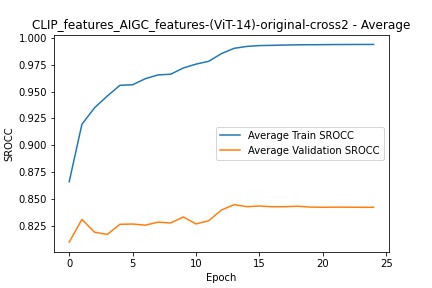 CLIP_features_AIGC_features-(ViT-14)-original-cross2 - Average
1.000
0.975
0.950
0.925
0.900
0.875
0.850
0.825
SROCC
Average Train SROCC
Average Validation SROCC
0 5 10 15 20 25
Epoch